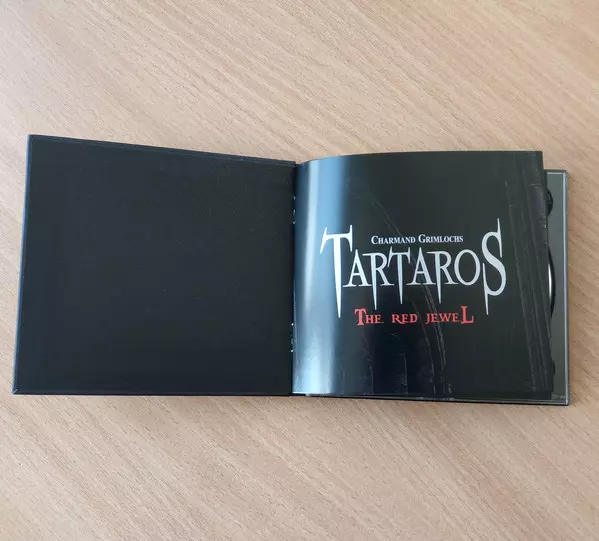 CHARMAND GRIMLOCHS
TARTAROS
THE RED JEWEL